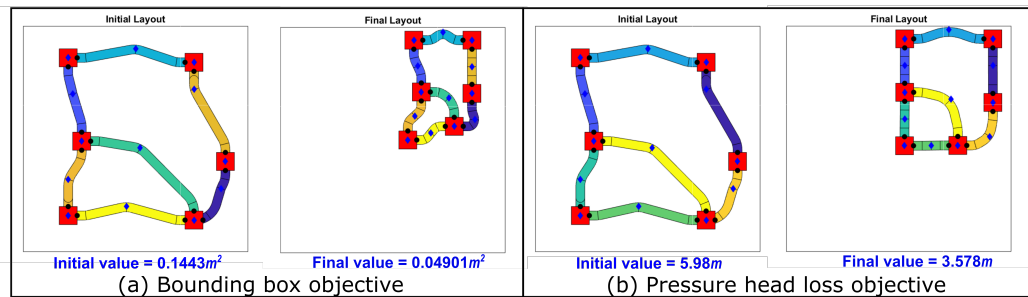 Initial Layout
Final Layout
Initial value = 0.1443m²
Final value = 0.04901m²
(a) Bounding box objective
Initial Layout
Final Layout
Initial value = 5.98m
Final value = 3.578m
(b) Pressure head loss objective